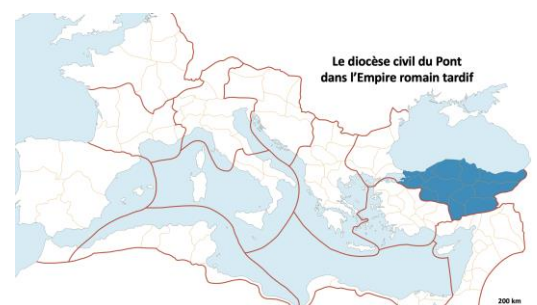 Le diocèse civil du Pont
dans l’Empire romain tardif
200 km